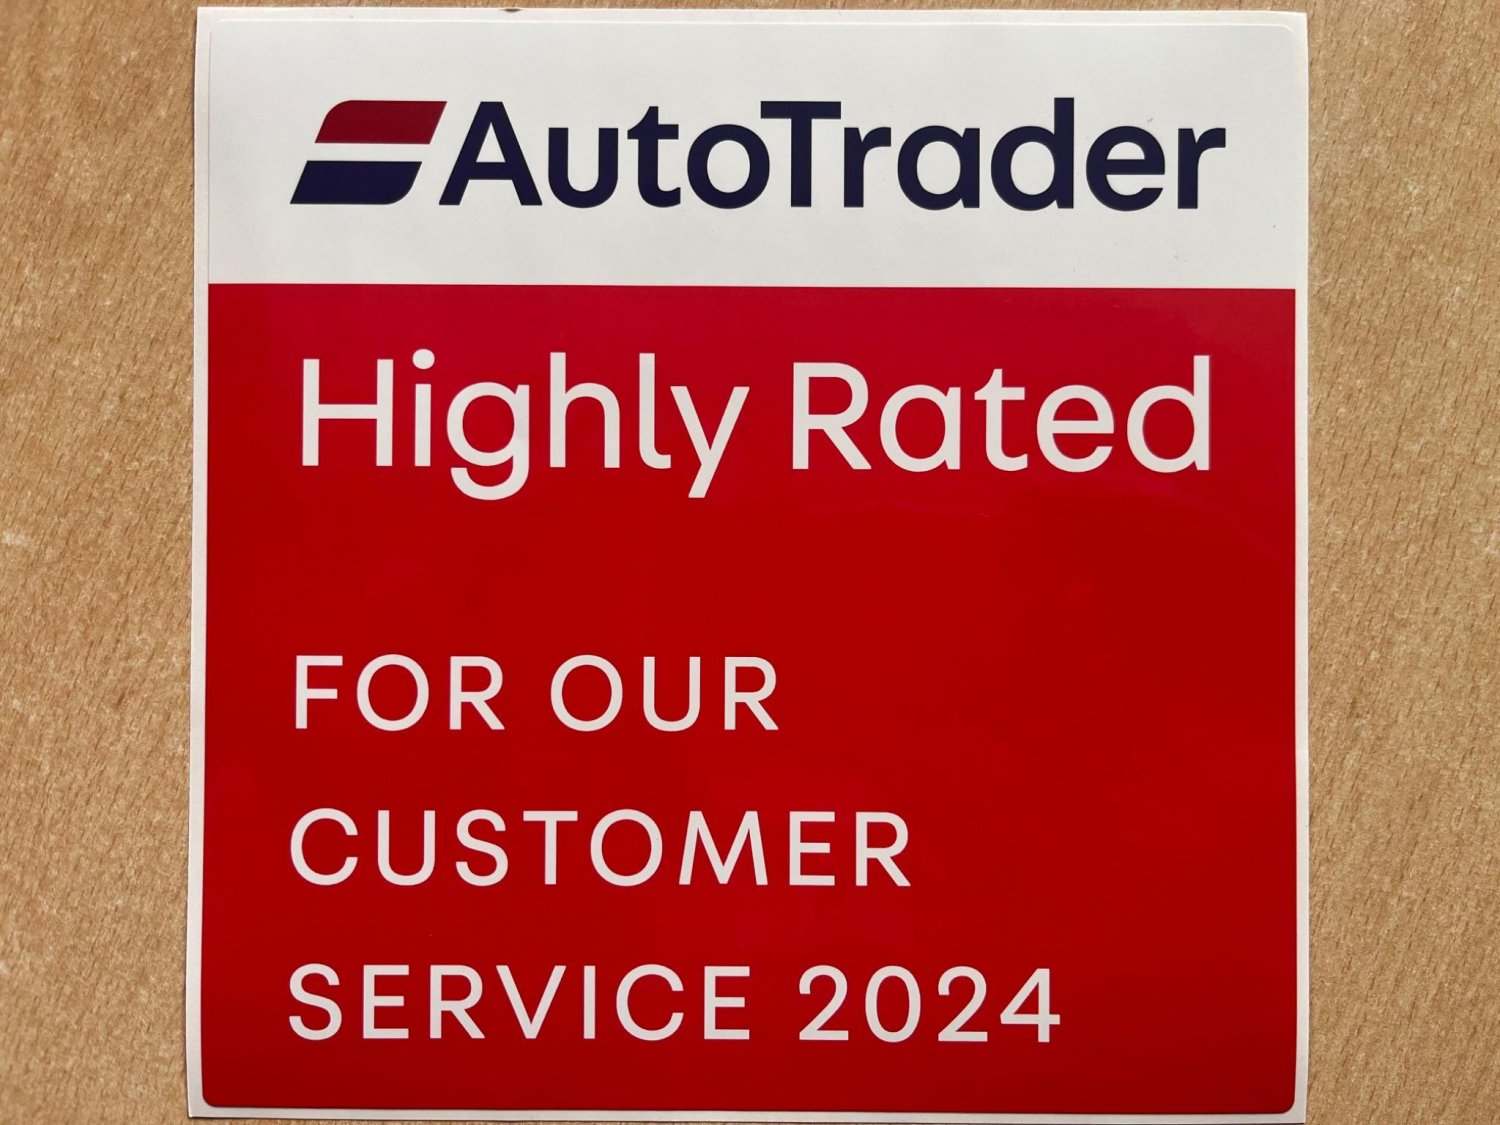 AutoTrader
Highly Rated
FOR OUR
CUSTOMER
SERVICE 2024